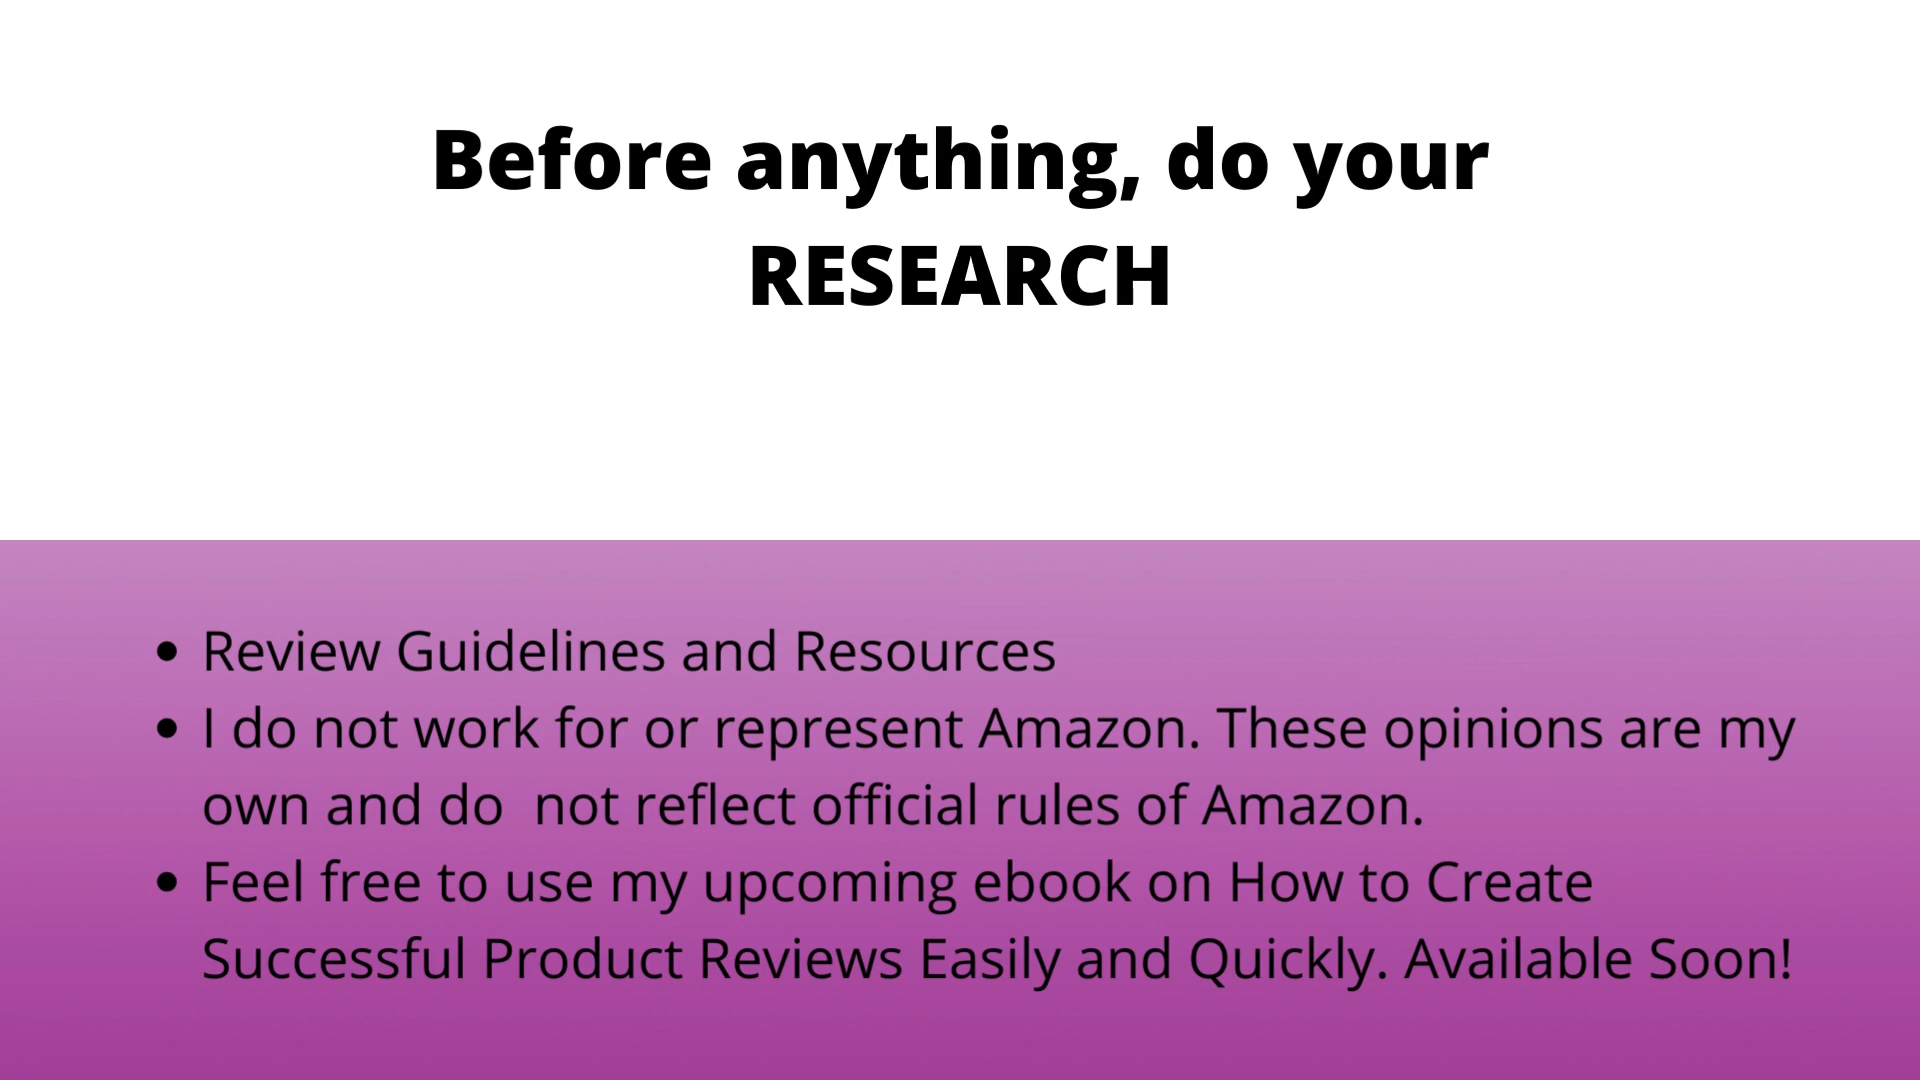 Before anything, do your
RESEARCH
• Review Guidelines and Resources
• I do not work for or represent Amazon. These opinions are my
own and do  not reflect official rules of Amazon.
• Feel free to use my upcoming ebook on How to Create
Successful Product Reviews Easily and Quickly. Available Soon!